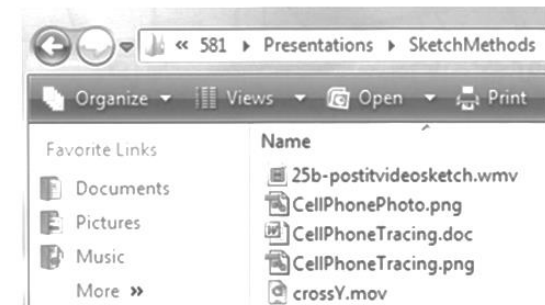 « 581 ▸ Presentations ▸ SketchMethods
Organize Views Open Print
Favorite Links
Documents
Pictures
Music
More »
Name
25b-postitvideosketch.wmv
CellPhonePhoto.png
CellPhoneTracing.doc
CellPhoneTracing.png
crossY.mov